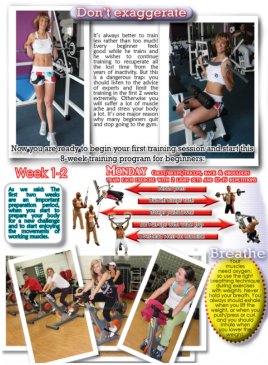 Don't exaggerate
It's always better to train
less rather than too much!
Every beginner feels
good while he trains and
he wishes to continue
training to recuperate all
the lost time from the
years of inactivity. But this
is a dangerous trap: you
should listen to the advice
of experts and limit the
training in the first 2 weeks
extremely. Otherwise you
will suffer a lot of muscle
ache and stress your body
a lot. It's one major reason
why many beginners quit
and stop going to the gym.
Now you are ready to begin your first training session and start this
8-week training program for beginners.
Week 1-2
As we said: The
first two weeks
are an important
preparation period,
when you start to
prepare your body
for a new challenge
and to start enjoying
the movements of
working muscles.
Monday
Breathe
Your
muscles
need oxygen:
so use the right
breathing techniques
during exercises
with weights. Never
hold your breath. You
always should exhale
when you lift the
weight, or when you
push/press or curl,
and you should
inhale when
you lower the